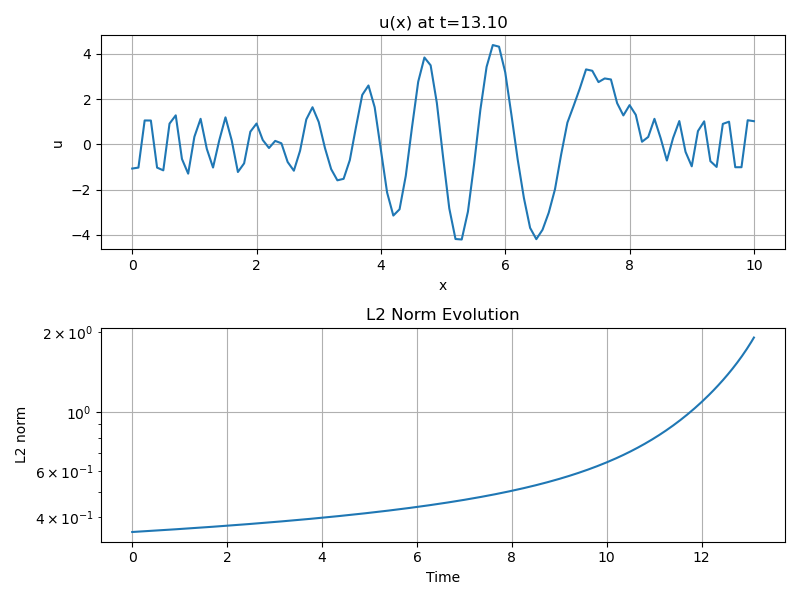 u(x) at t=13.10
u
4
2
0
−2
−4
0 2 4 6 8 10
x
L2 Norm Evolution
L2 norm
2 × 10⁰
10⁰
6 × 10⁻¹
4 × 10⁻¹
0 2 4 6 8 10 12
Time